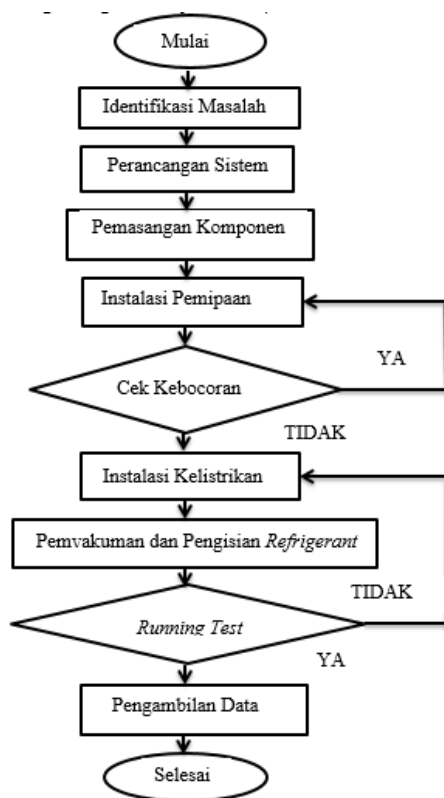 Mulai
Identifikasi Masalah
Perancangan Sistem
Pemasangan Komponen
Instalasi Pemipaan
YA
Cek Kebocoran
TIDAK
Instalasi Kelistrikan
Pemvakuman dan Pengisian Refrigerant
TIDAK
Running Test
YA
Pengambilan Data
Selesai